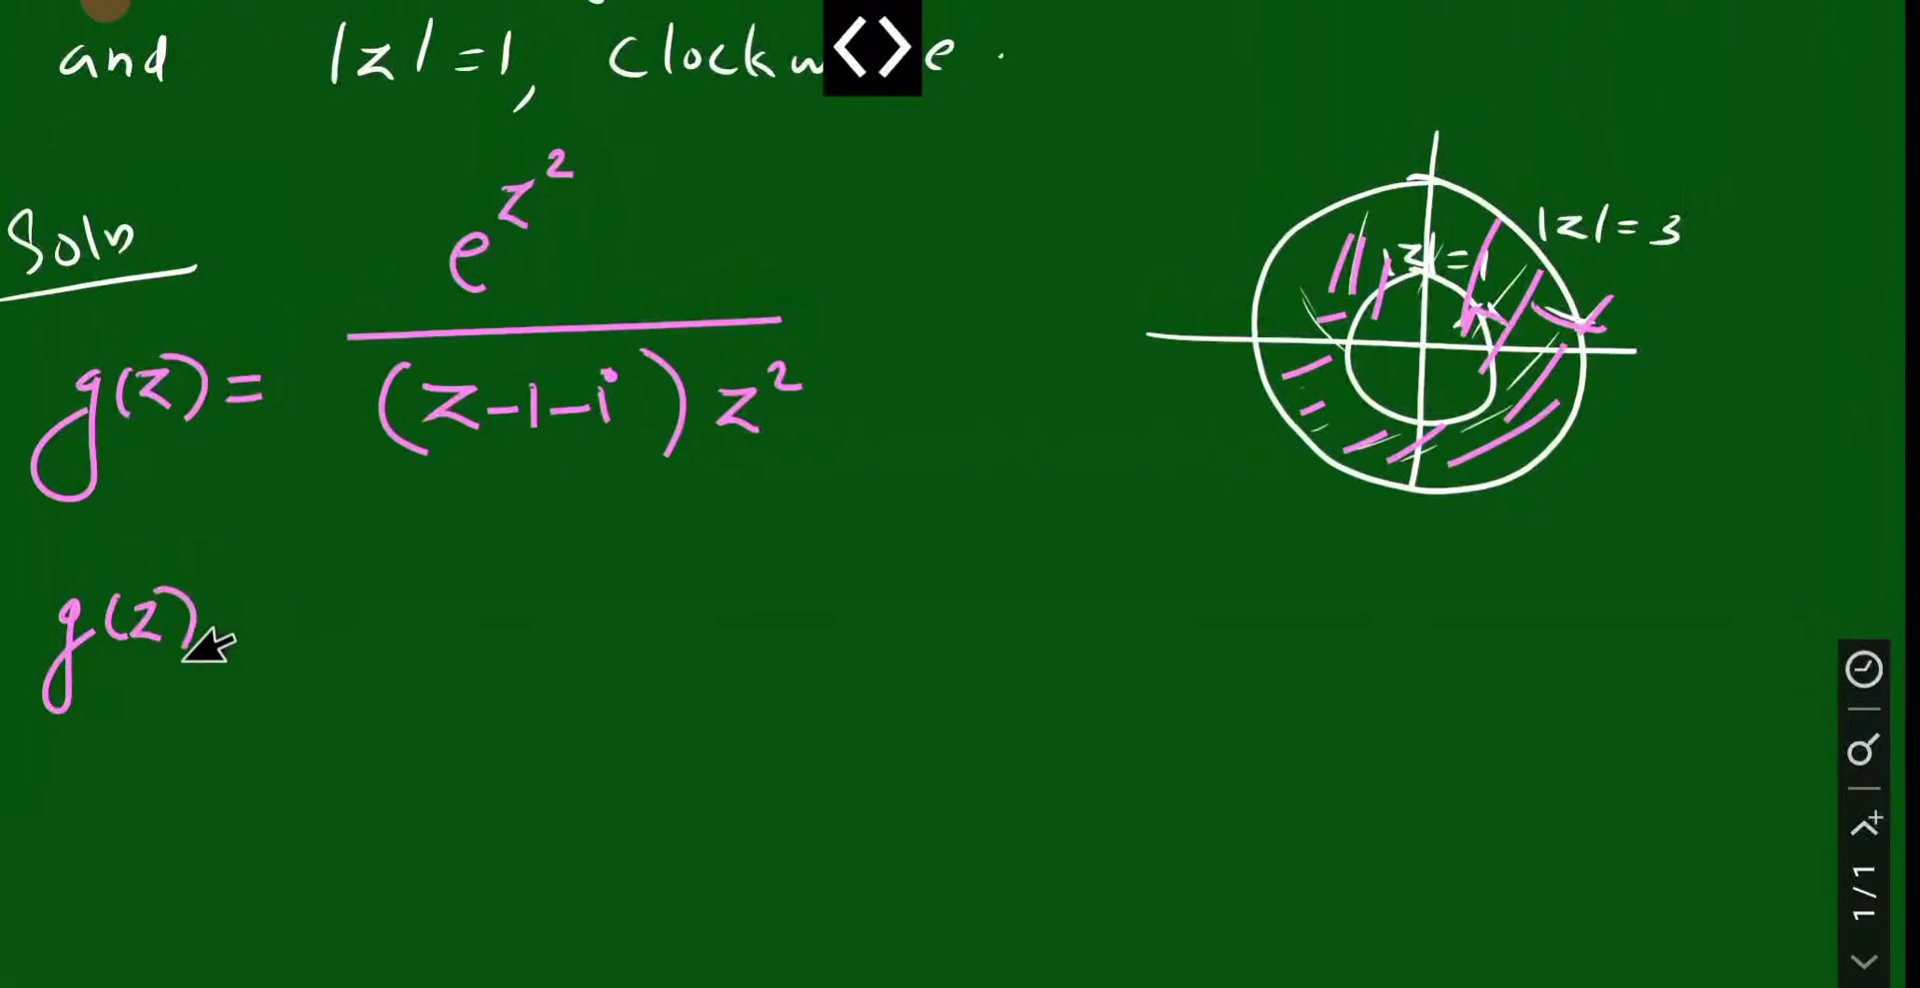 and |z|=1, clockw e.
Soln
g(z) = e^{z^2} / (z-1-i) z^2
|z|=3
|z|=1
g(z)
1/1